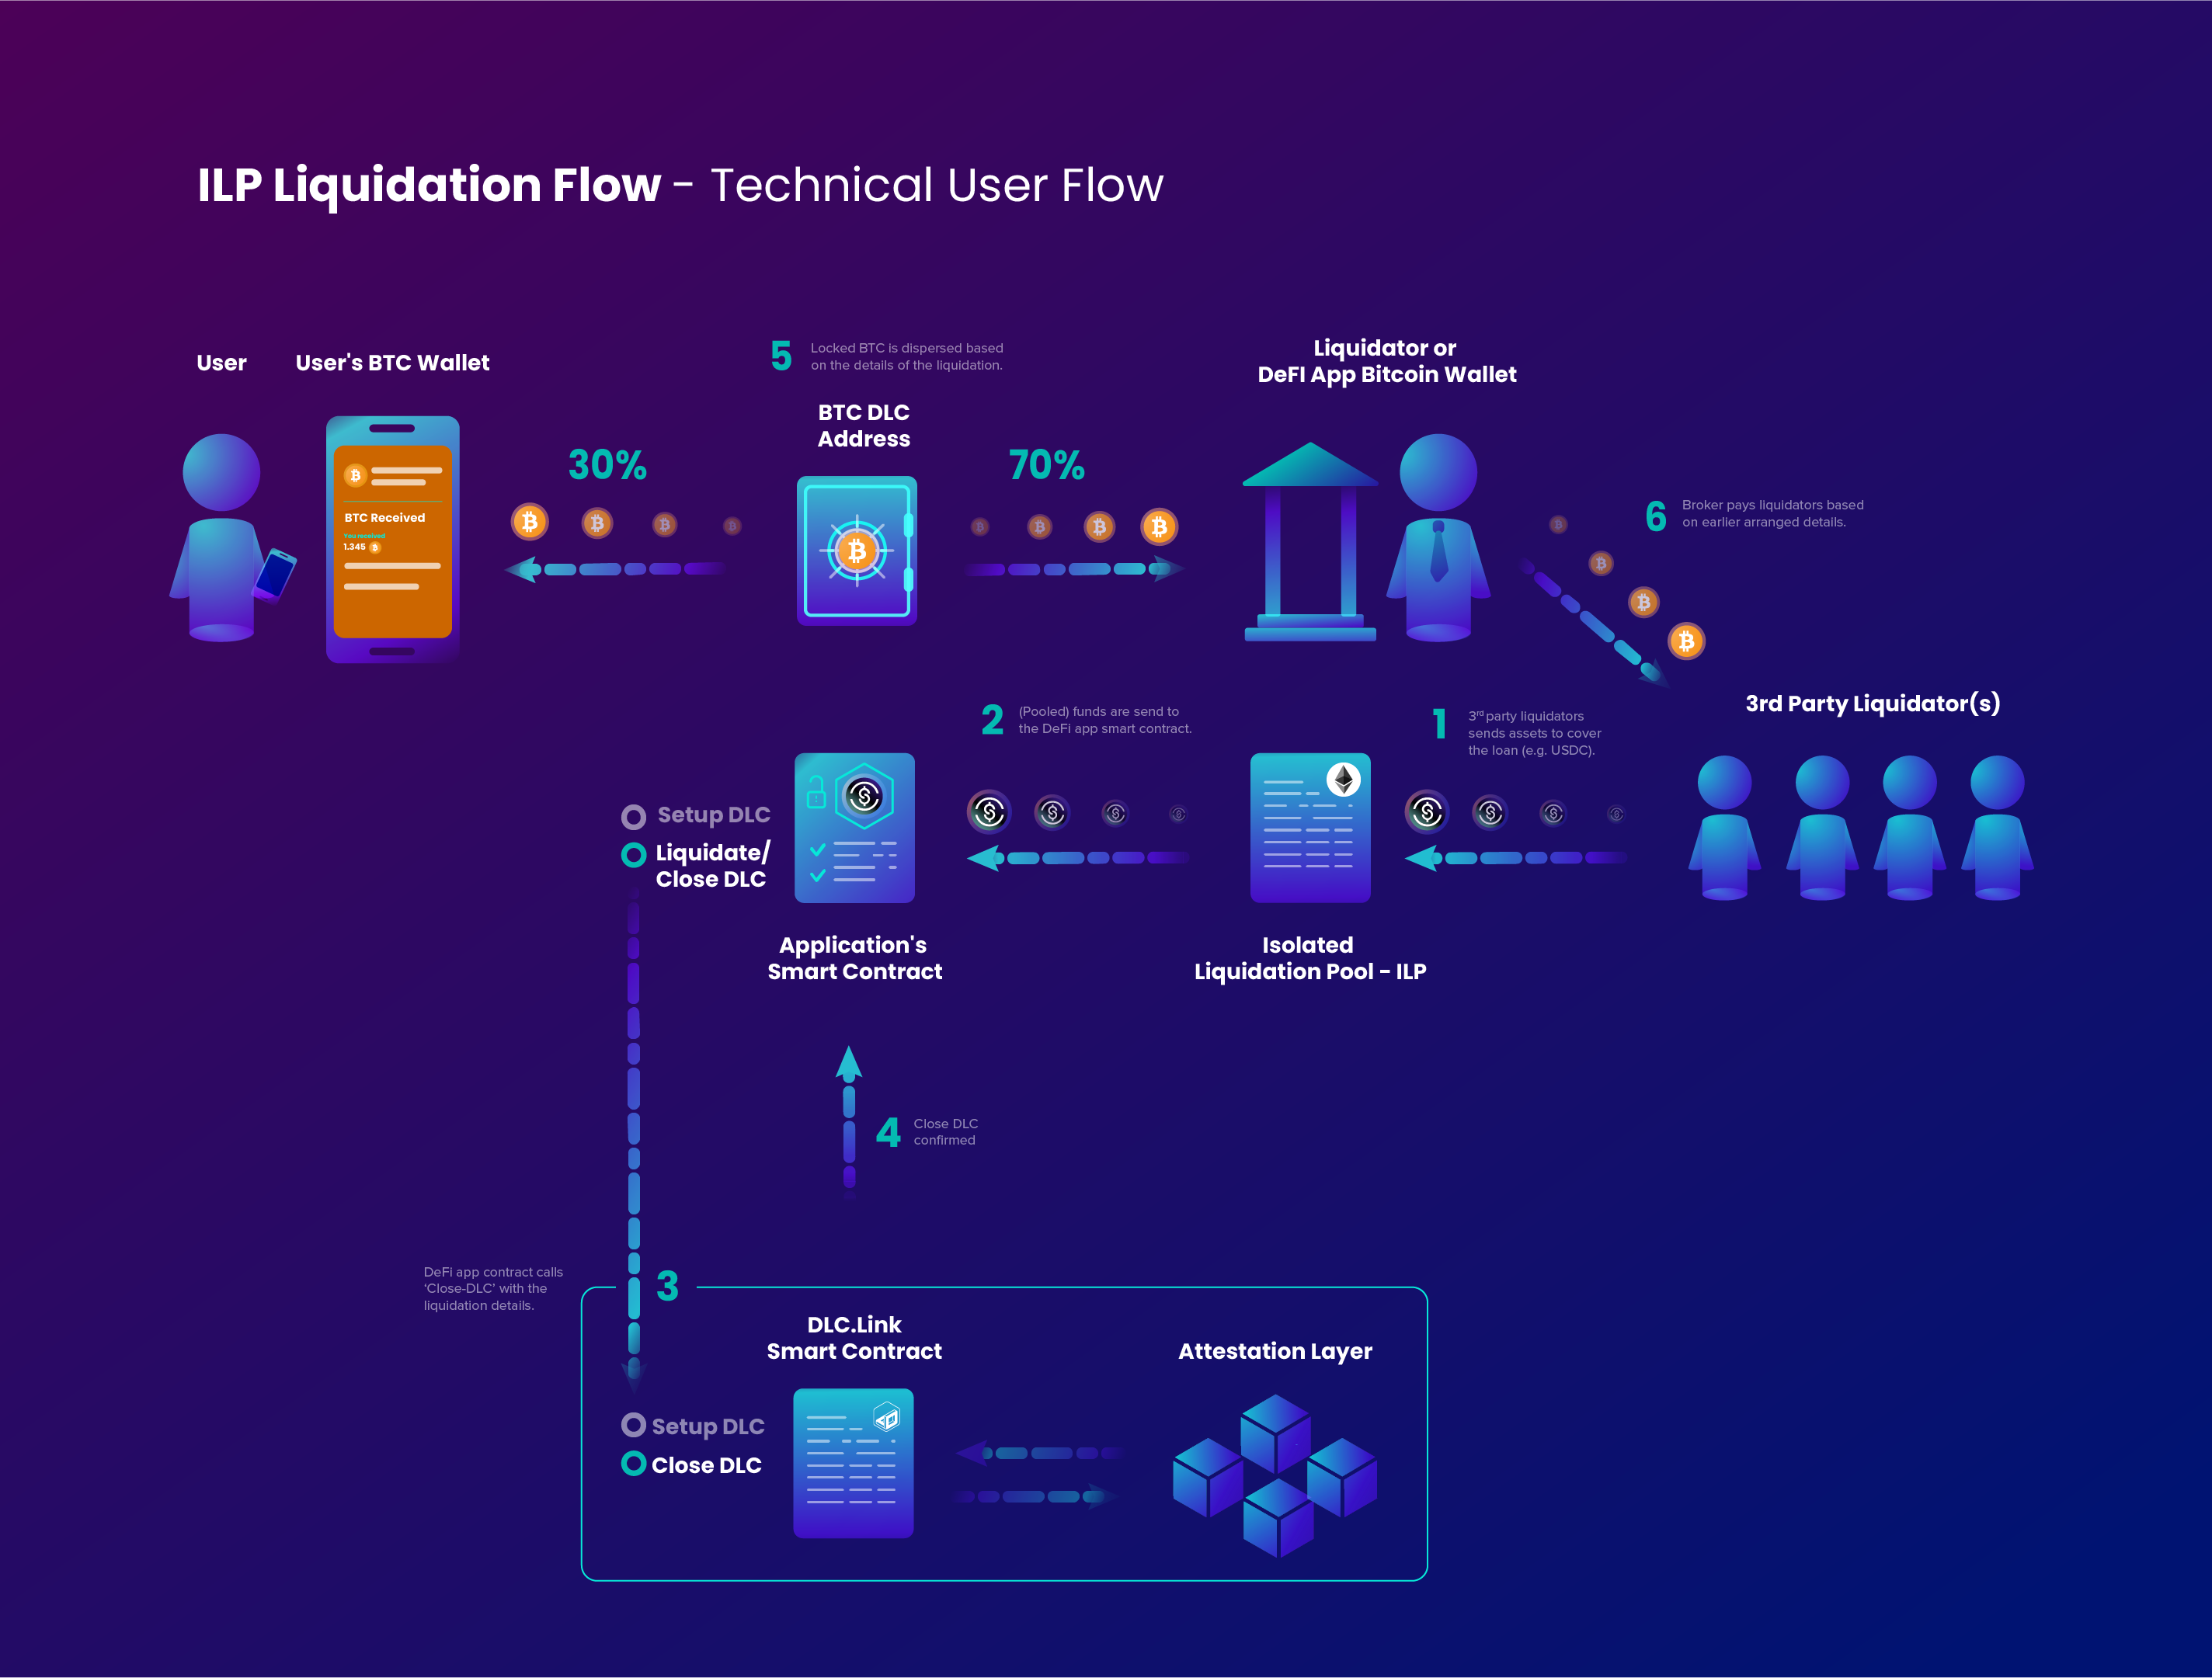 ILP Liquidation Flow - Technical User Flow
User
User's BTC Wallet
5
Locked BTC is dispersed based
on the details of the liquidation.
BTC DLC
Address
Liquidator or
DeFI App Bitcoin Wallet
30%
70%
BTC Received
You received
1.345
6
Broker pays liquidators based
on earlier arranged details.
3rd Party Liquidator(s)
2
(Pooled) funds are send to
the DeFi app smart contract.
1
3rd party liquidators
sends assets to cover
the loan (e.g. USDC).
Setup DLC
Liquidate/
Close DLC
Application's
Smart Contract
Isolated
Liquidation Pool - ILP
4
Close DLC
confirmed
DeFi app contract calls
‘Close-DLC’ with the
liquidation details.
3
DLC.Link
Smart Contract
Attestation Layer
Setup DLC
Close DLC